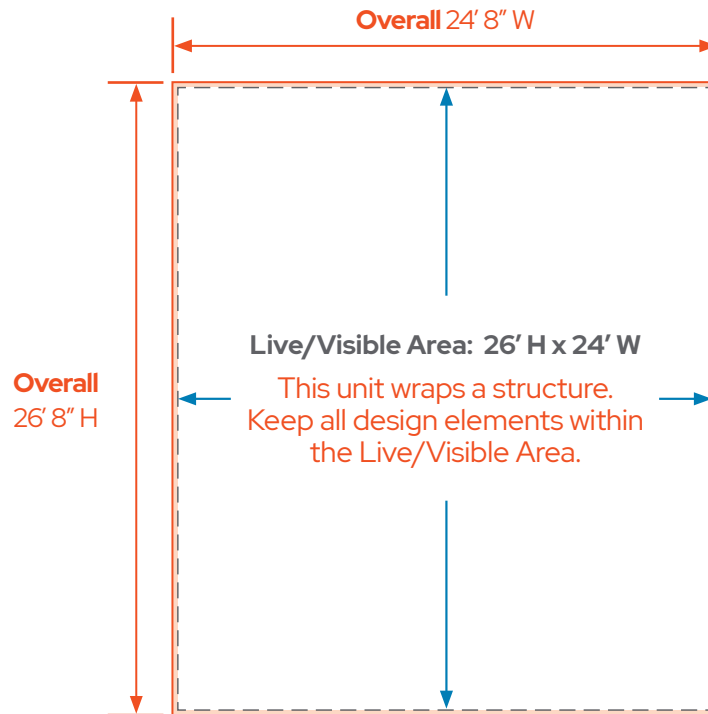 Overall 24′ 8″ W
Live/Visible Area: 26′ H x 24′ W
This unit wraps a structure.
Keep all design elements within
the Live/Visible Area.
Overall
26′ 8″ H